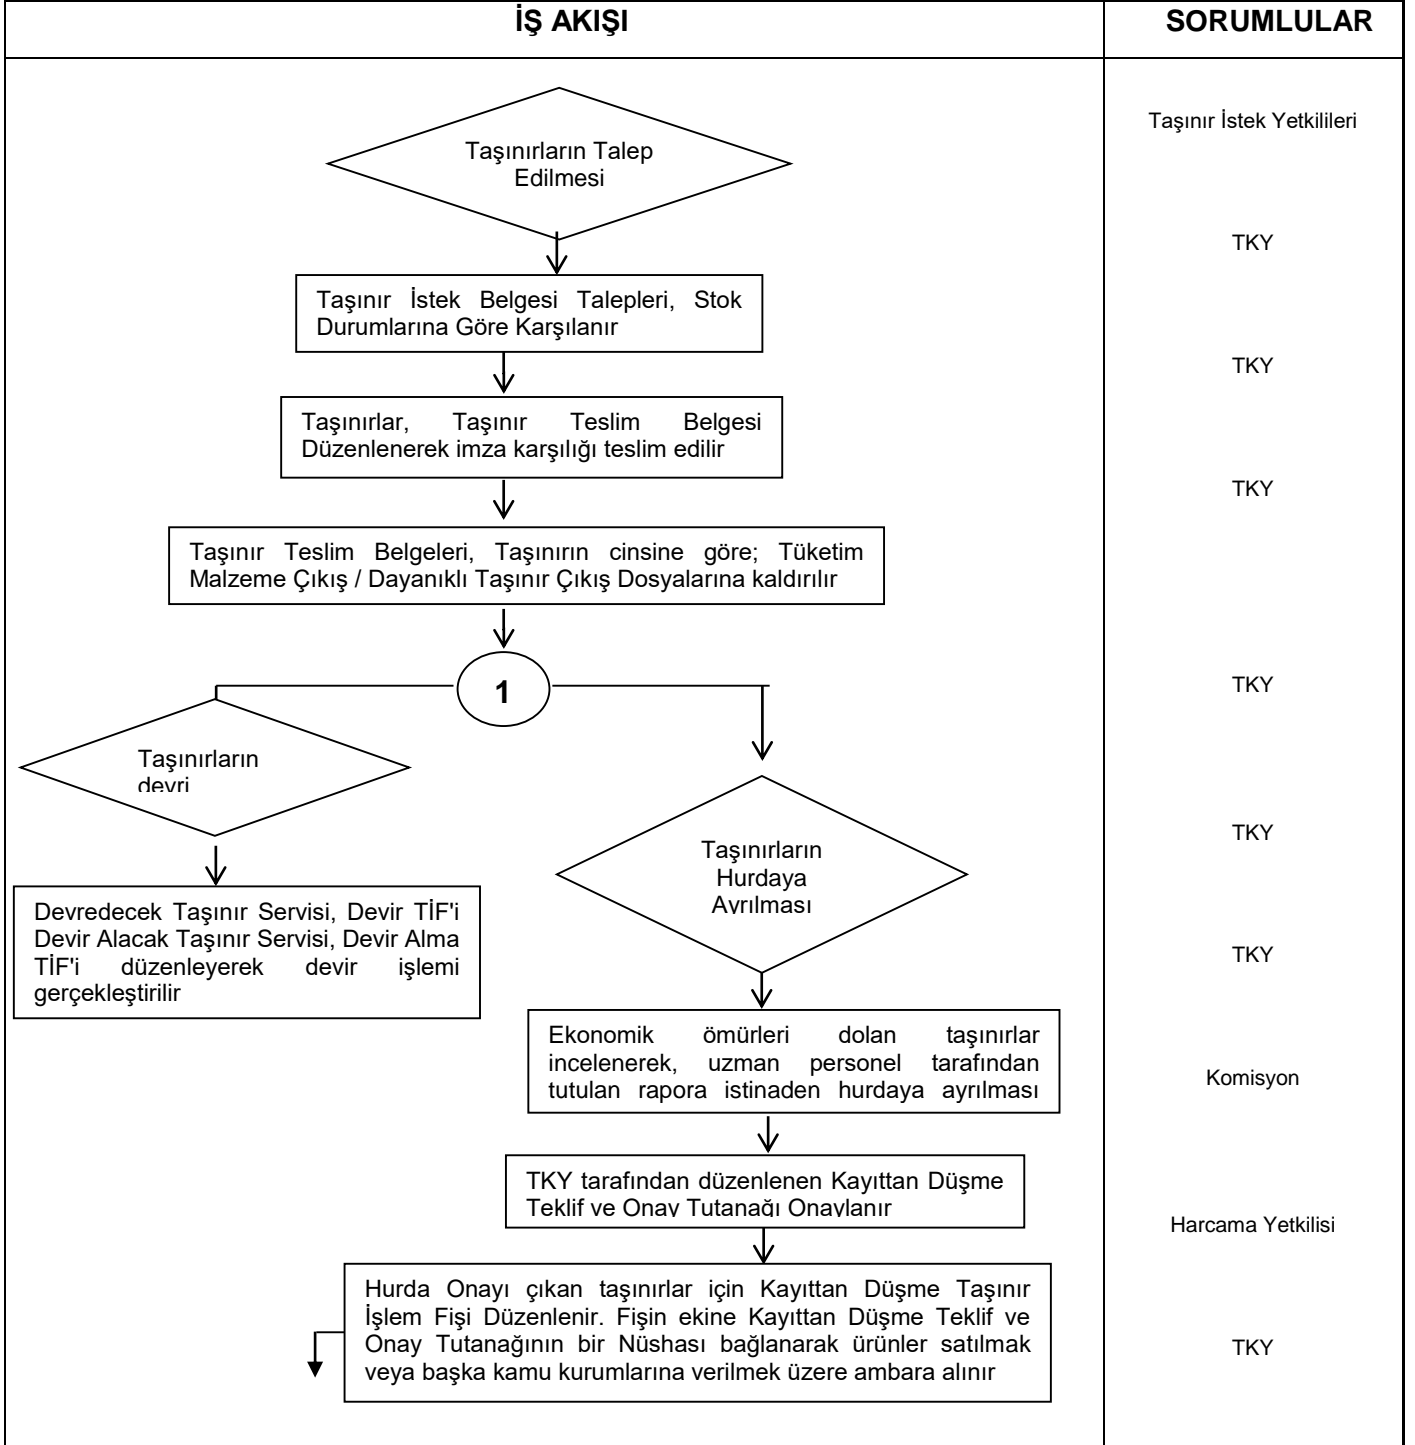 İŞ AKIŞI
SORUMLULAR
Taşınır İstek Yetkilileri
Taşınırların Talep
Edilmesi
TKY
Taşınır İstek Belgesi Talepleri, Stok
Durumlarına Göre Karşılanır
TKY
Taşınırlar, Taşınır Teslim Belgesi
Düzenlenerek imza karşılığı teslim edilir
TKY
Taşınır Teslim Belgeleri, Taşınırın cinsine göre; Tüketim
Malzeme Çıkış / Dayanıklı Taşınır Çıkış Dosyalarına kaldırılır
1
TKY
Taşınırların
devri
TKY
Taşınırların
Hurdaya
Ayrılması
Devredecek Taşınır Servisi, Devir TİF'i
Devir Alacak Taşınır Servisi, Devir Alma
TİF'i düzenleyerek devir işlemi
gerçekleştirilir
TKY
Ekonomik ömürleri dolan taşınırlar
incelenerek, uzman personel tarafından
tutulan rapora istinaden hurdaya ayrılması
Komisyon
TKY tarafından düzenlenen Kayıttan Düşme
Teklif ve Onay Tutanağı Onaylanır
Harcama Yetkilisi
Hurda Onayı çıkan taşınırlar için Kayıttan Düşme Taşınır
İşlem Fişi Düzenlenir. Fişin ekine Kayıttan Düşme Teklif ve
Onay Tutanağının bir Nüshası bağlanarak ürünler satılmak
veya başka kamu kurumlarına verilmek üzere ambara alınır
TKY